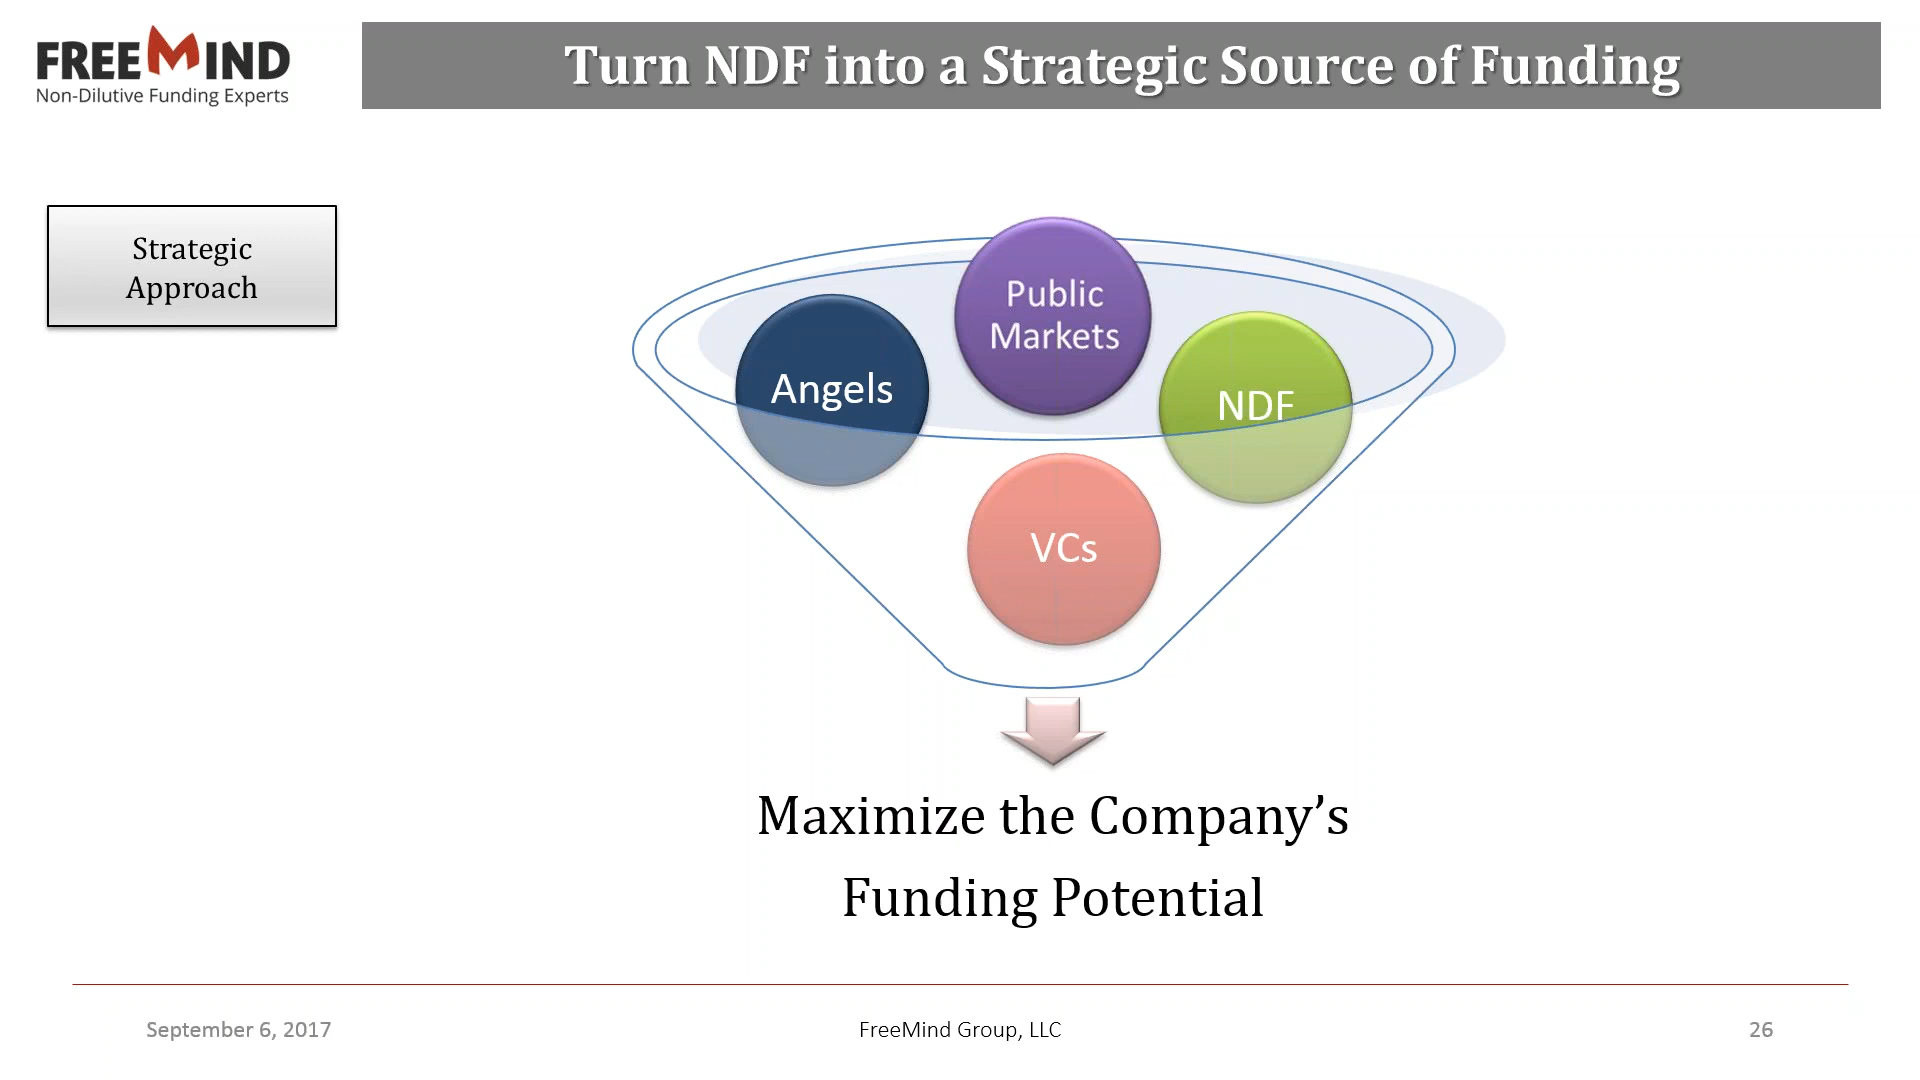 FREEMIND
Non-Dilutive Funding Experts
Turn NDF into a Strategic Source of Funding
Strategic
Approach
Public
Markets
Angels
NDF
VCs
Maximize the Company’s
Funding Potential
September 6, 2017
FreeMind Group, LLC
26